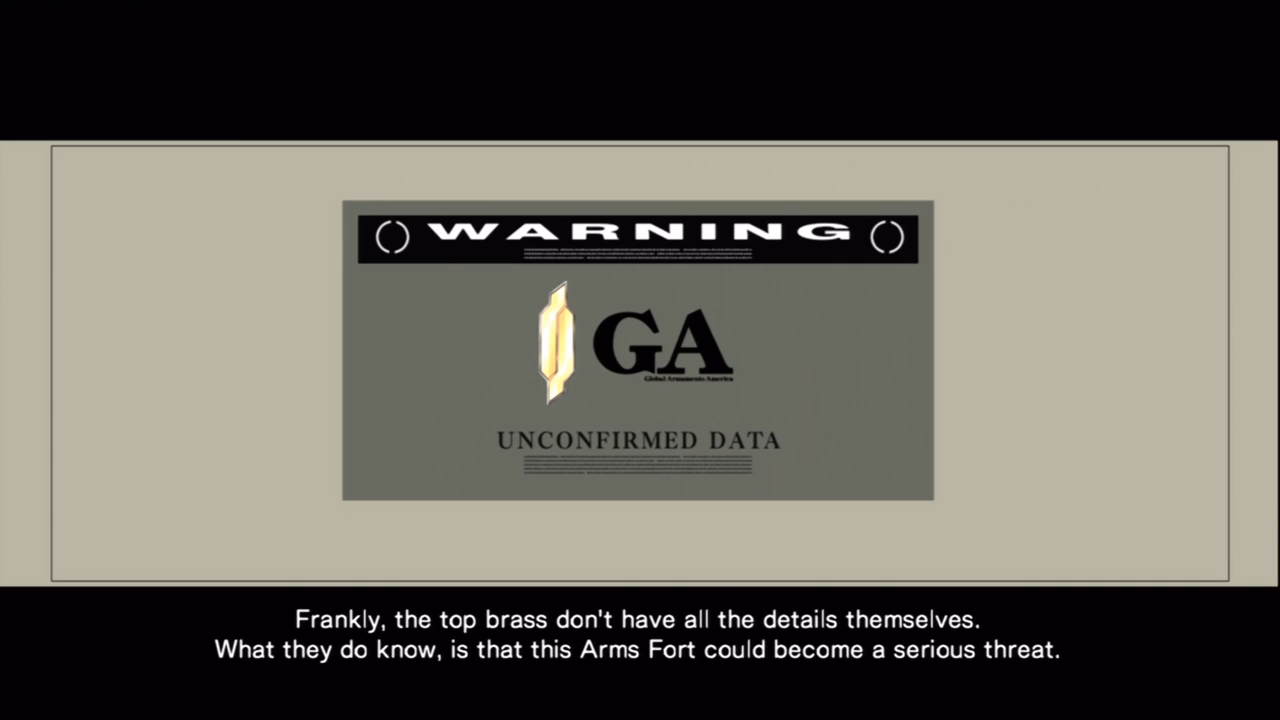 WARNING
GA
Global Armaments America
UNCONFIRMED DATA
Frankly, the top brass don't have all the details themselves.
What they do know, is that this Arms Fort could become a serious threat.